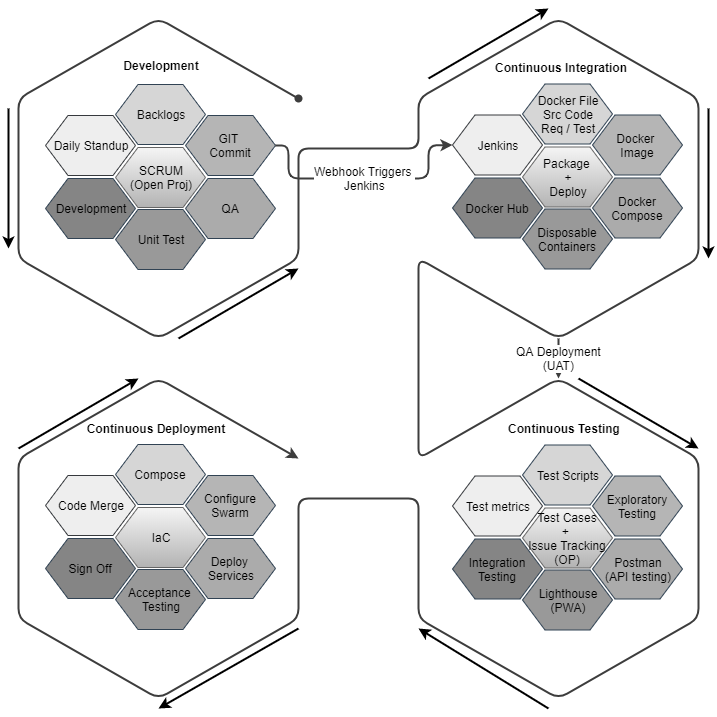 Development
Backlogs
Daily Standup
GIT
Commit
SCRUM
(Open Proj)
Development
QA
Unit Test
Webhook Triggers
Jenkins
Continuous Integration
Docker File
Src Code
Req / Test
Jenkins
Docker
Image
Package
+
Deploy
Docker Hub
Docker
Compose
Disposable
Containers
QA Deployment
(UAT)
Continuous Deployment
Compose
Code Merge
Configure
Swarm
IaC
Sign Off
Deploy
Services
Acceptance
Testing
Continuous Testing
Test Scripts
Test metrics
Exploratory
Testing
Test Cases
+
Issue Tracking
(OP)
Integration
Testing
Postman
(API testing)
Lighthouse
(PWA)